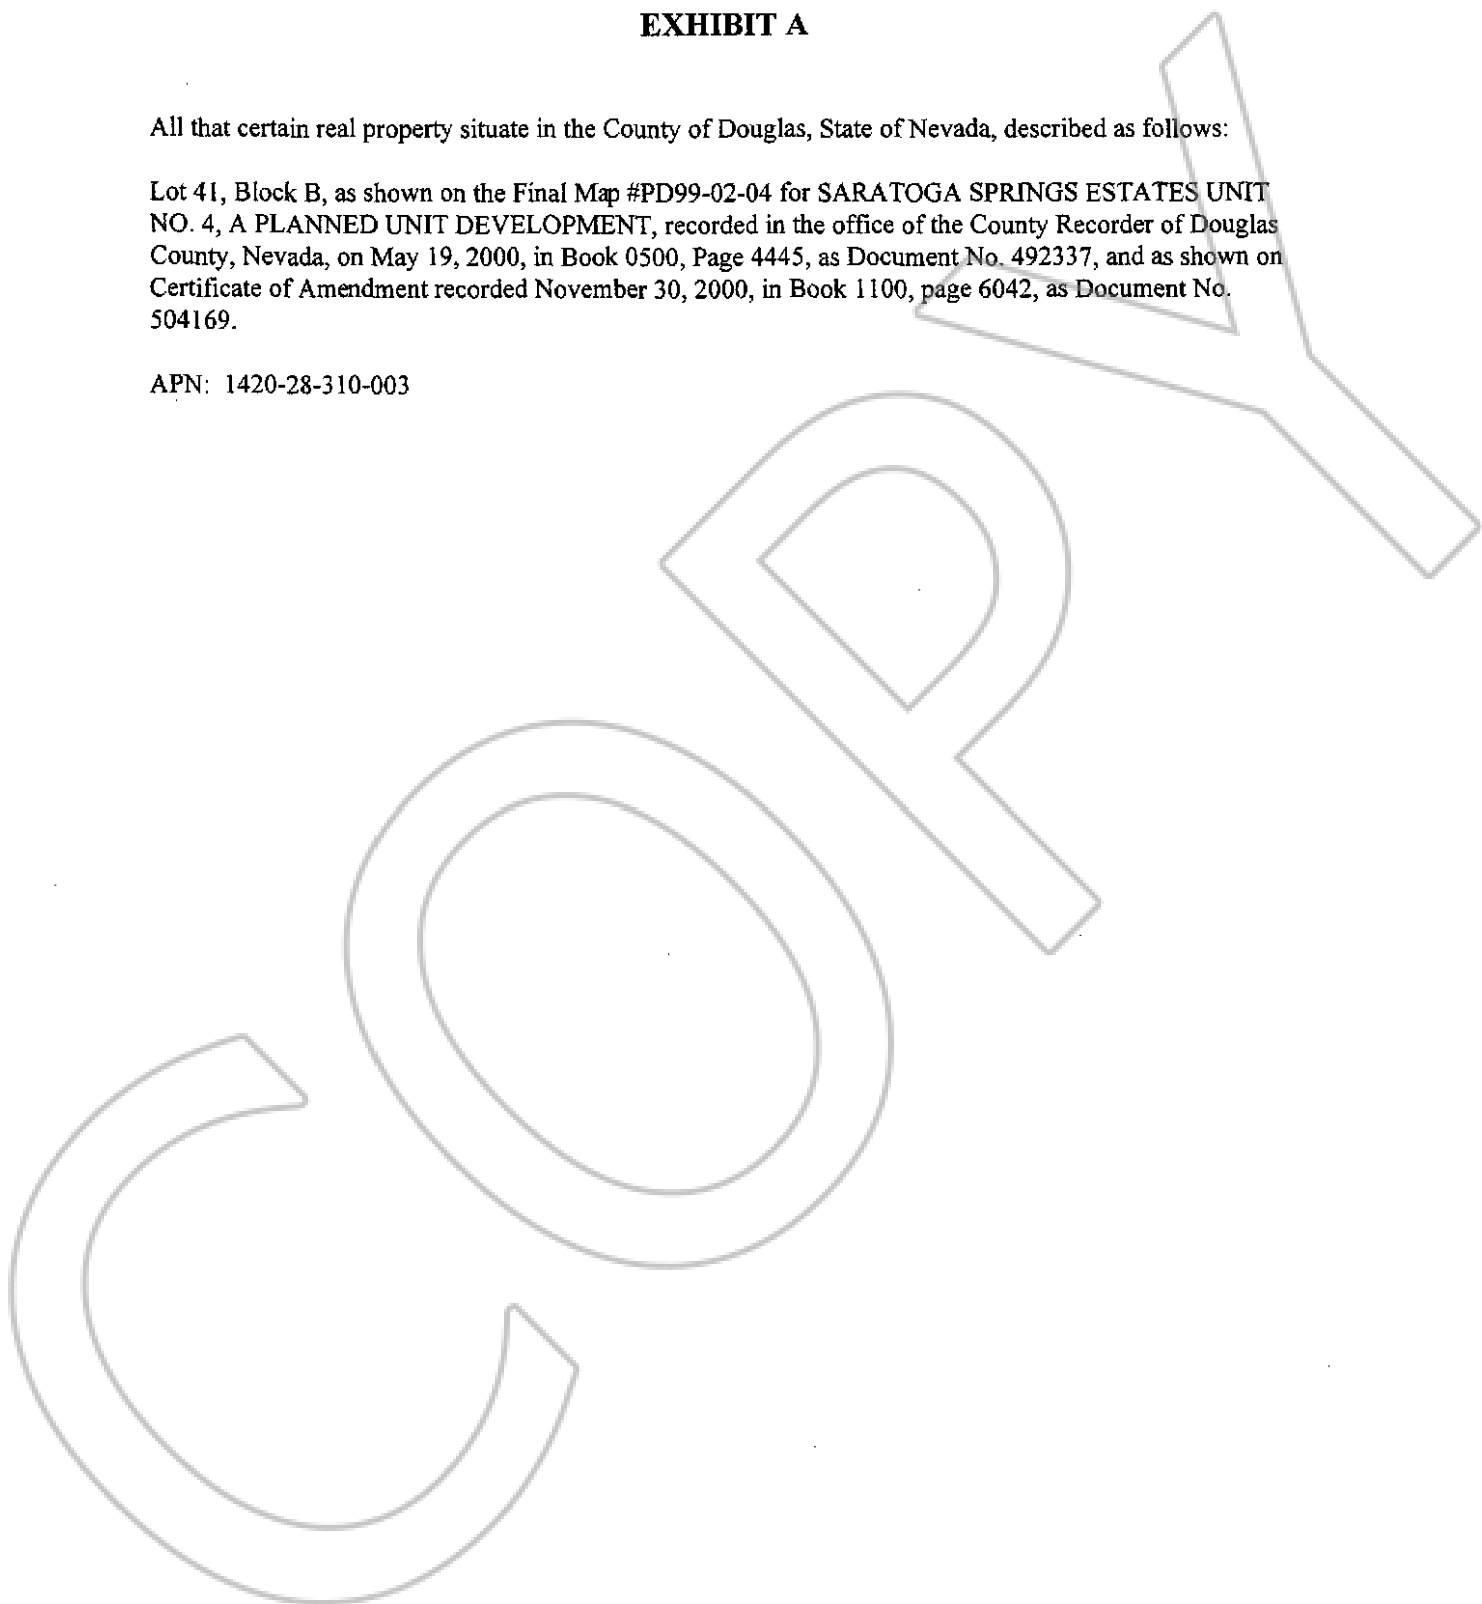 EXHIBIT A
All that certain real property situate in the County of Douglas, State of Nevada, described as follows:
Lot 41, Block B, as shown on the Final Map #PD99-02-04 for SARATOGA SPRINGS ESTATES UNIT
NO. 4, A PLANNED UNIT DEVELOPMENT, recorded in the office of the County Recorder of Douglas
County, Nevada, on May 19, 2000, in Book 0500, Page 4445, as Document No. 492337, and as shown on
Certificate of Amendment recorded November 30, 2000, in Book 1100, page 6042, as Document No.
504169.
APN: 1420-28-310-003
COPY